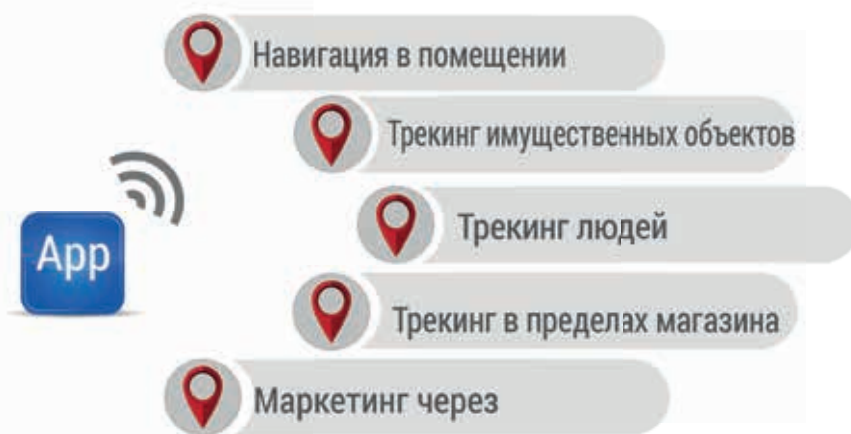 Навигация в помещении
Трекинг имущественных объектов
App
Трекинг людей
Трекинг в пределах магазина
Маркетинг через